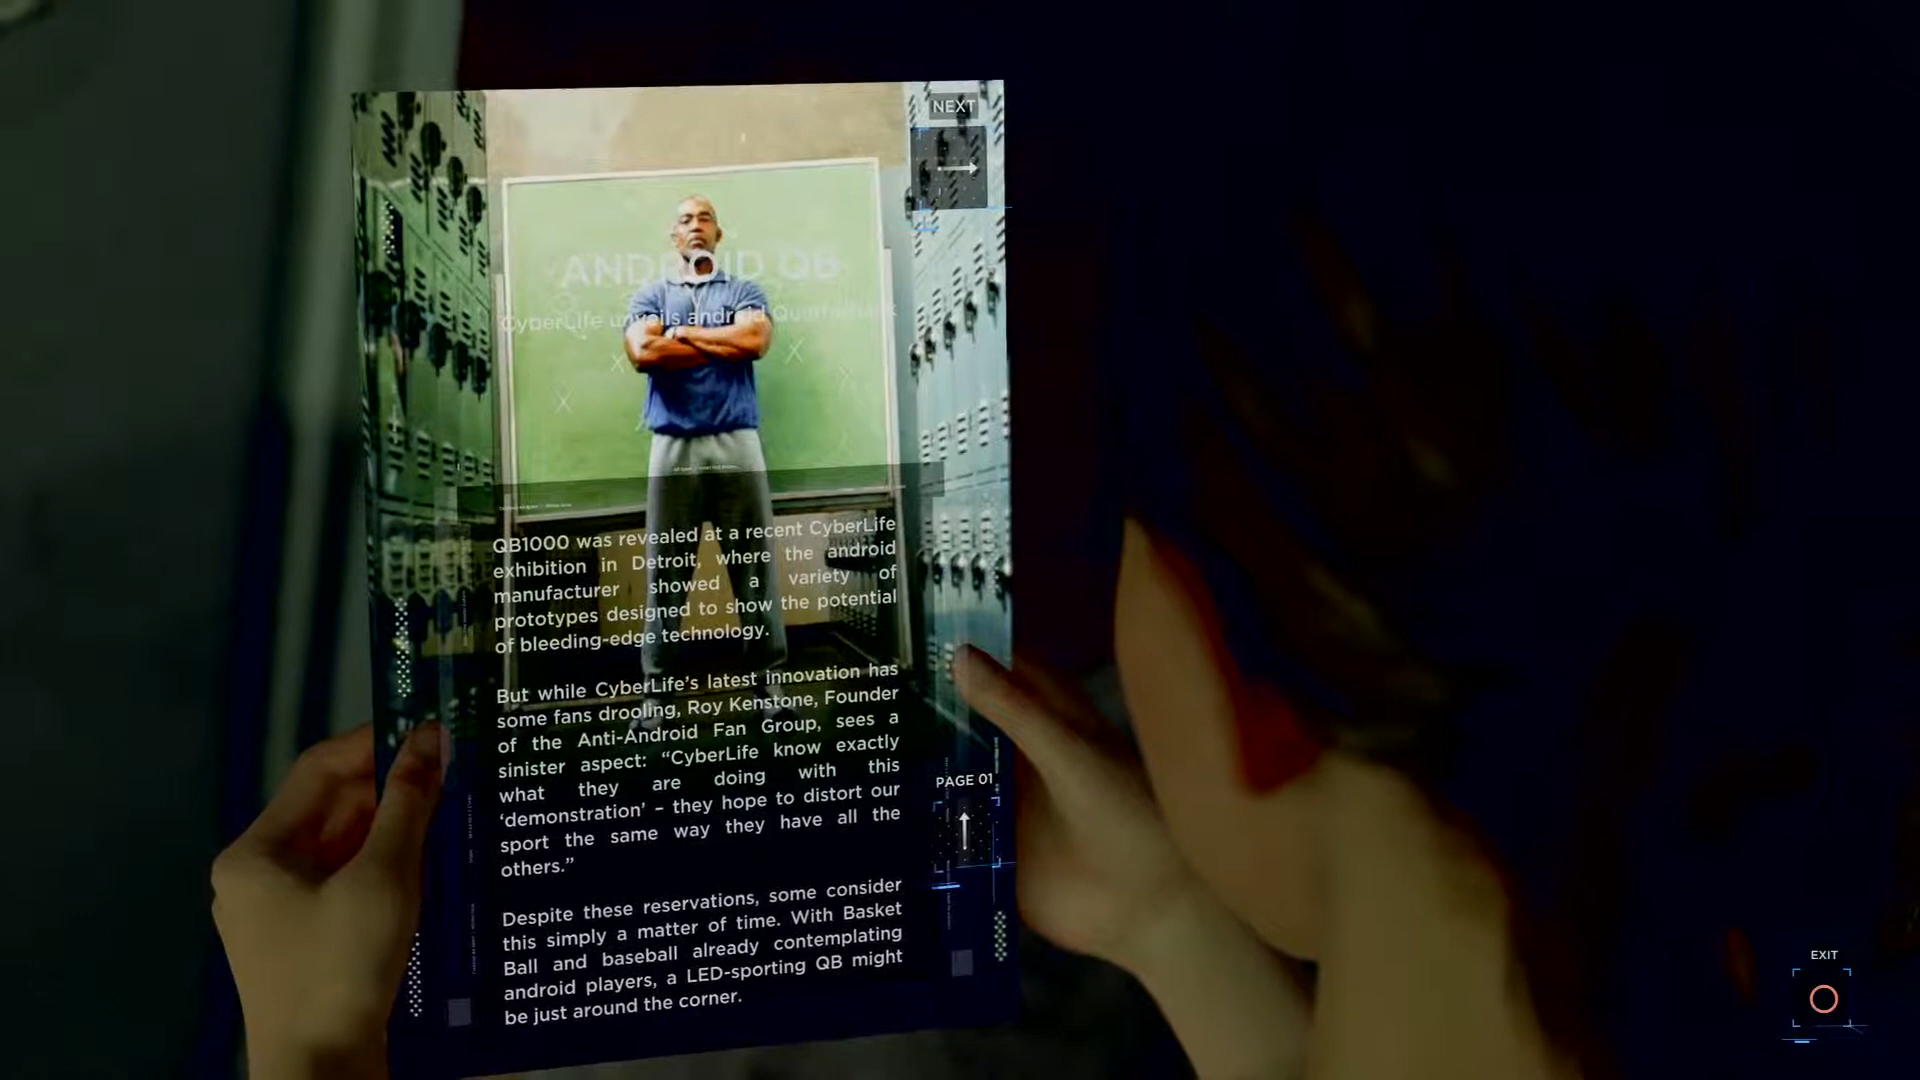 NEXT
ANDROID QB
CyberLife unveils android Quarterback
QB1000 was revealed at a recent CyberLife
exhibition in Detroit, where the android
manufacturer showed a variety of
prototypes designed to show the potential
of bleeding-edge technology.
But while CyberLife’s latest innovation has
some fans drooling, Roy Kenstone, Founder
of the Anti-Android Fan Group, sees a
sinister aspect: “CyberLife know exactly
what they are doing with this
‘demonstration’ – they hope to distort our
sport the same way they have all the
others.”
Despite these reservations, some consider
this simply a matter of time. With Basket
Ball and baseball already contemplating
android players, a LED-sporting QB might
be just around the corner.
PAGE 01
EXIT